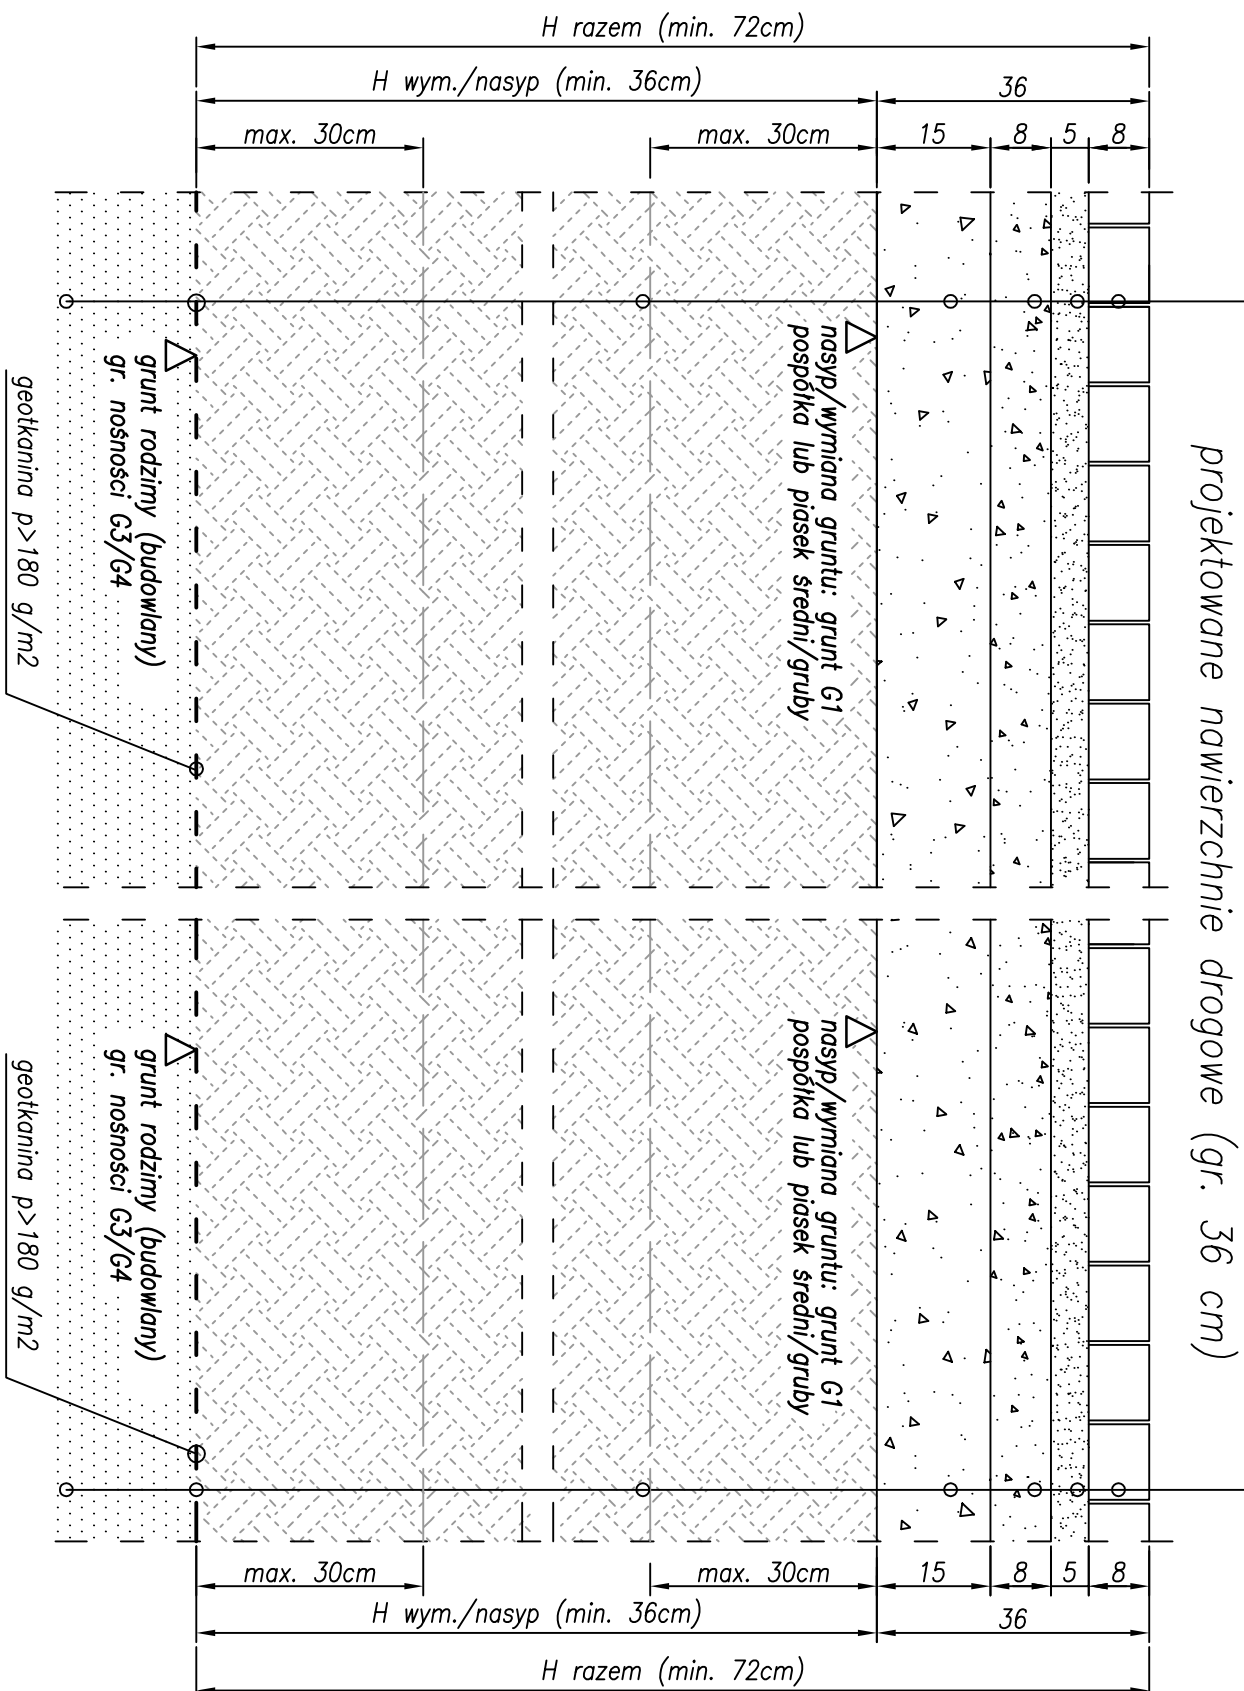 H razem (min. 72cm)
H wym./nasyp (min. 36cm)
36
max. 30cm
max. 30cm
15
8
5
8
projektowane nawierzchnie drogowe (gr. 36 cm)
nasyp/wymiana gruntu: grunt G1
pospółka lub piasek średni/gruby
grunt rodzimy (budowlany)
gr. nośności G3/G4
geotkanina p>180 g/m2
nasyp/wymiana gruntu: grunt G1
pospółka lub piasek średni/gruby
grunt rodzimy (budowlany)
gr. nośności G3/G4
geotkanina p>180 g/m2
max. 30cm
max. 30cm
15
8
5
8
H wym./nasyp (min. 36cm)
36
H razem (min. 72cm)